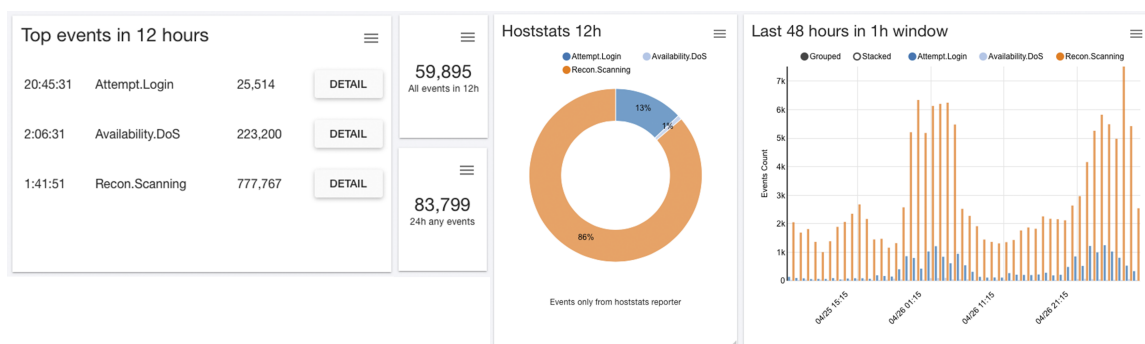 Top events in 12 hours
20:45:31 Attempt.Login 25,514 DETAIL
2:06:31 Availability.DoS 223,200 DETAIL
1:41:51 Recon.Scanning 777,767 DETAIL
59,895
All events in 12h
83,799
24h any events
Hoststats 12h
Attempt.Login Availability.DoS
Recon.Scanning
13%
1%
86%
Events only from hoststats reporter
Last 48 hours in 1h window
Grouped Stacked Attempt.Login Availability.DoS Recon.Scanning
Events Count
7k
6k
5k
4k
3k
2k
1k
0
04/25 15:15
04/26 01:15
04/26 11:15
04/26 21:15